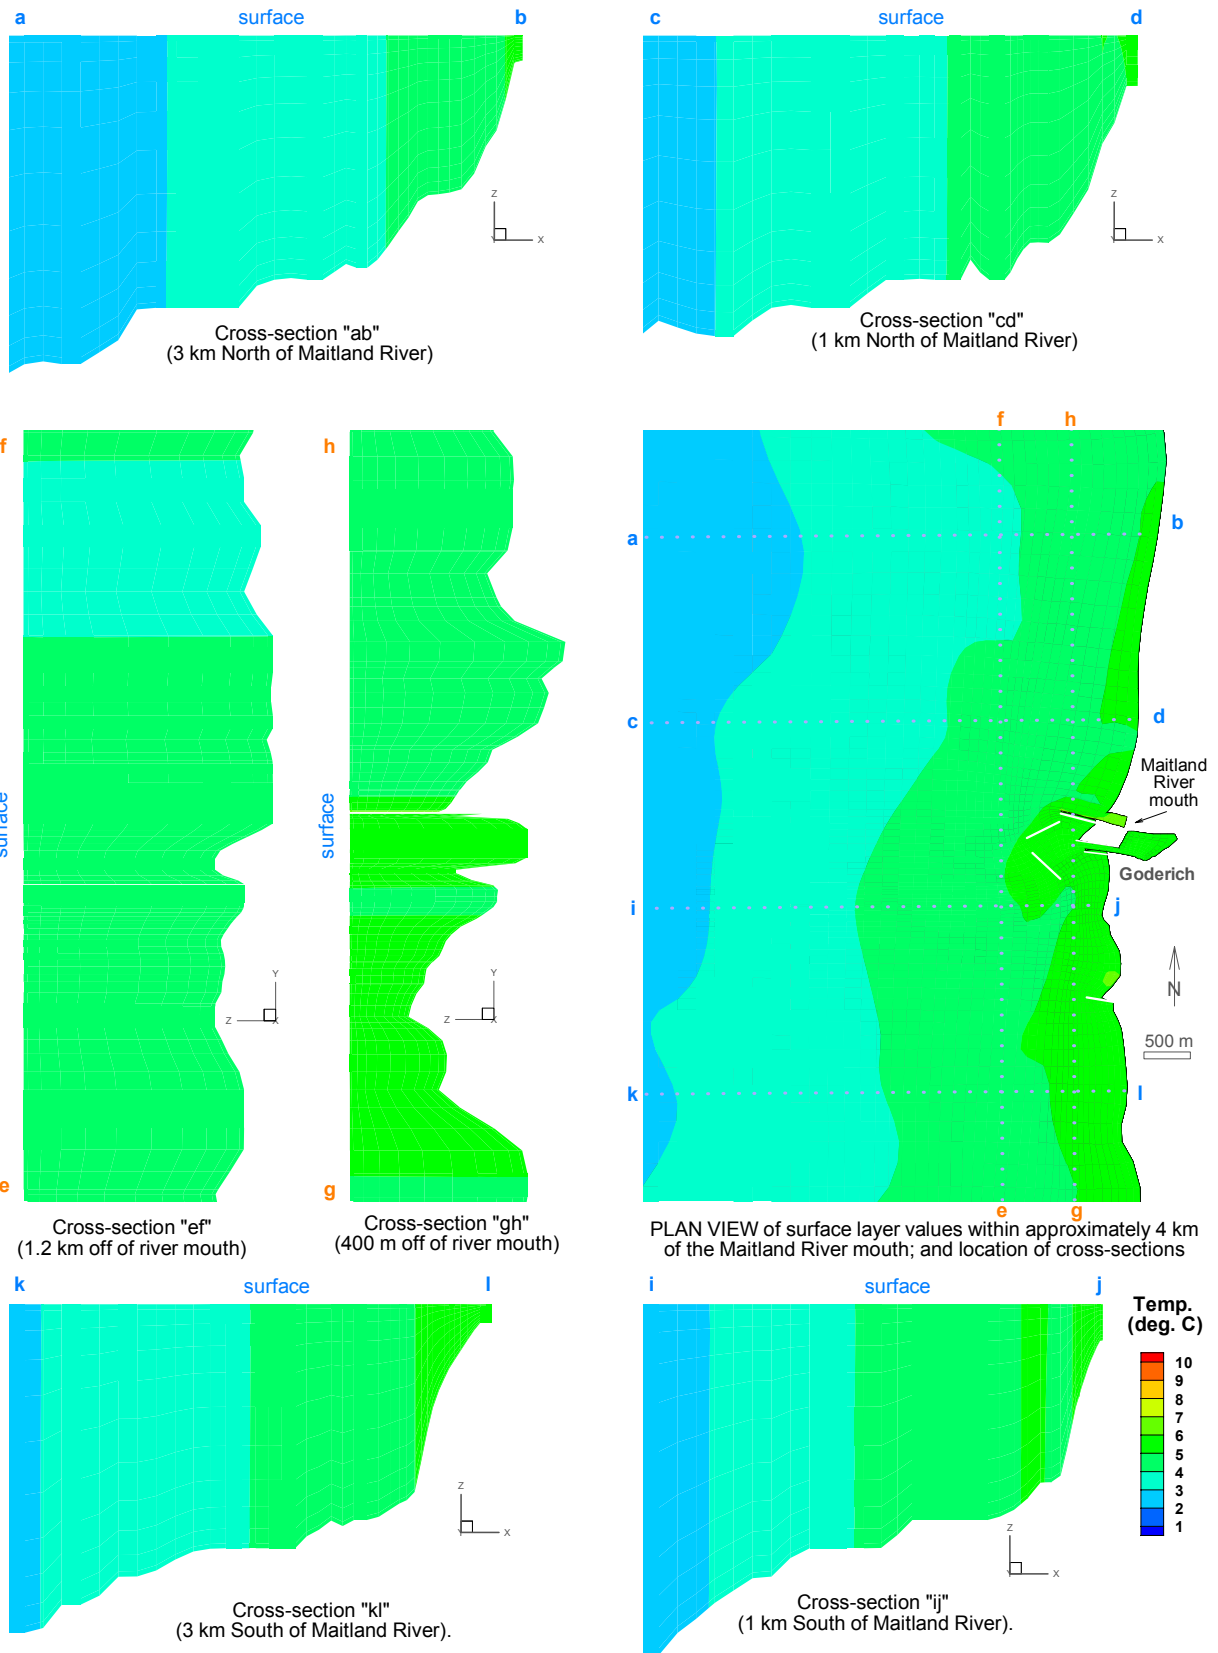 a surface b
c surface d
Z
X
Z
Y X
Cross-section "ab"
(3 km North of Maitland River)
Cross-section "cd"
(1 km North of Maitland River)
f
surface
e
Y
Z X
Cross-section "ef"
(1.2 km off of river mouth)
h
surface
g
Y
Z X
Cross-section "gh"
(400 m off of river mouth)
f h
a b
c d
Maitland
River
mouth
Goderich
i j
N
500 m
k l
e g
PLAN VIEW of surface layer values within approximately 4 km
of the Maitland River mouth; and location of cross-sections
k surface l
Z
Y X
Cross-section "kl"
(3 km South of Maitland River).
i surface j
Z
Y X
Cross-section "ij"
(1 km South of Maitland River).
Temp.
(deg. C)
10
9
8
7
6
5
4
3
2
1